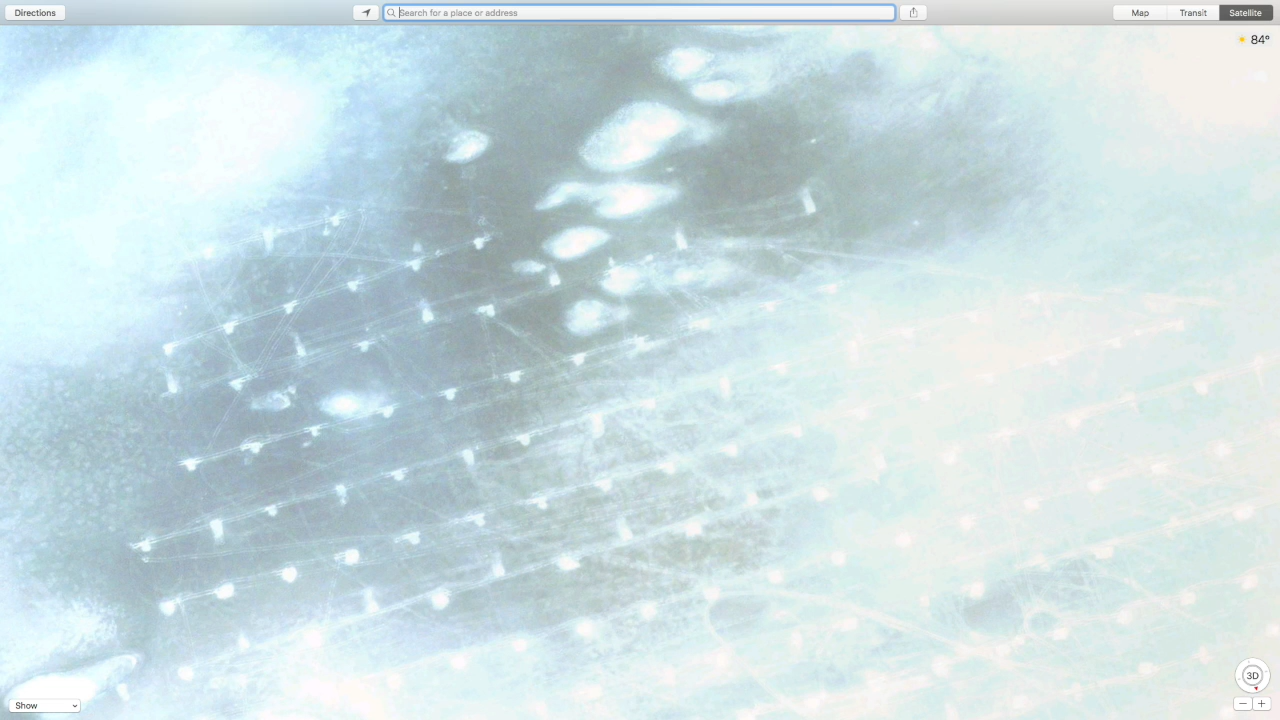 Directions
Search for a place or address
Map
Transit
Satellite
84°
3D
Show